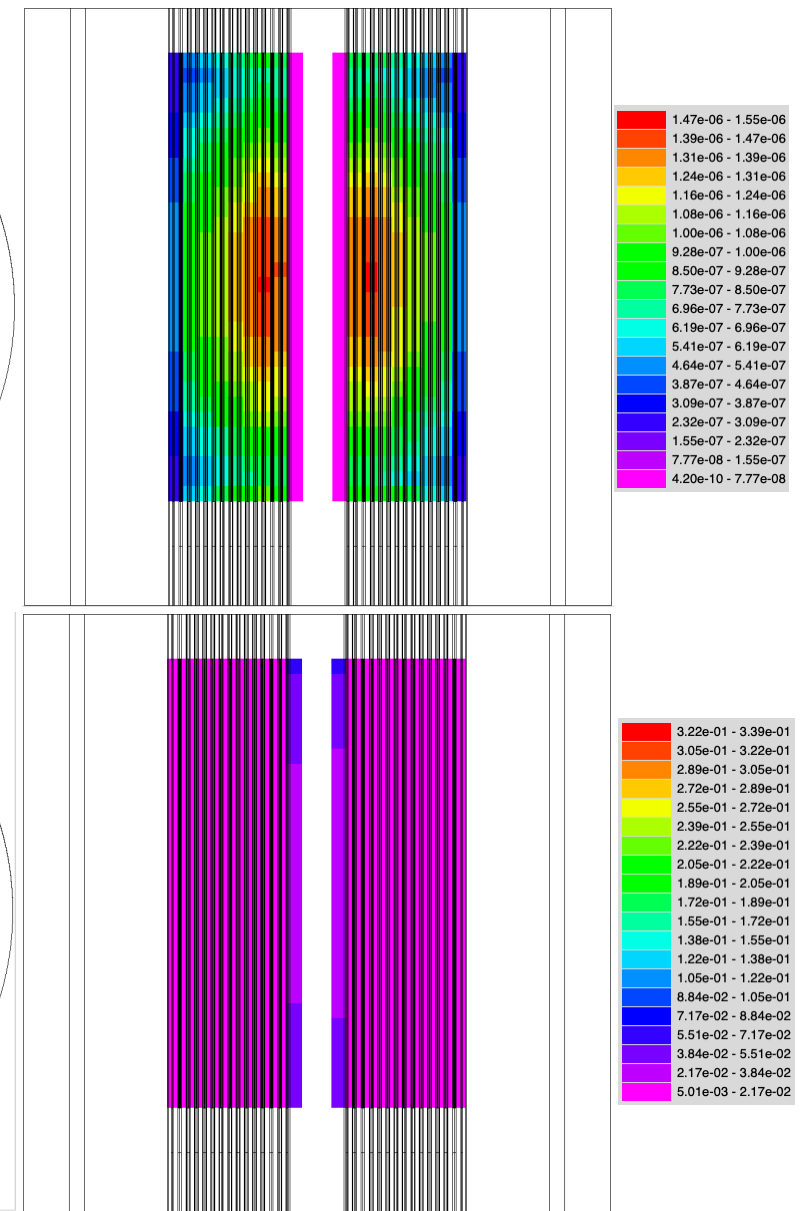 1.47e-06 - 1.55e-06
1.39e-06 - 1.47e-06
1.31e-06 - 1.39e-06
1.24e-06 - 1.31e-06
1.16e-06 - 1.24e-06
1.08e-06 - 1.16e-06
1.00e-06 - 1.08e-06
9.28e-07 - 1.00e-06
8.50e-07 - 9.28e-07
7.73e-07 - 8.50e-07
6.96e-07 - 7.73e-07
6.19e-07 - 6.96e-07
5.41e-07 - 6.19e-07
4.64e-07 - 5.41e-07
3.87e-07 - 4.64e-07
3.09e-07 - 3.87e-07
2.32e-07 - 3.09e-07
1.55e-07 - 2.32e-07
7.77e-08 - 1.55e-07
4.20e-10 - 7.77e-08
3.22e-01 - 3.39e-01
3.05e-01 - 3.22e-01
2.89e-01 - 3.05e-01
2.72e-01 - 2.89e-01
2.55e-01 - 2.72e-01
2.39e-01 - 2.55e-01
2.22e-01 - 2.39e-01
2.05e-01 - 2.22e-01
1.89e-01 - 2.05e-01
1.72e-01 - 1.89e-01
1.55e-01 - 1.72e-01
1.38e-01 - 1.55e-01
1.22e-01 - 1.38e-01
1.05e-01 - 1.22e-01
8.84e-02 - 1.05e-01
7.17e-02 - 8.84e-02
5.51e-02 - 7.17e-02
3.84e-02 - 5.51e-02
2.17e-02 - 3.84e-02
5.01e-03 - 2.17e-02